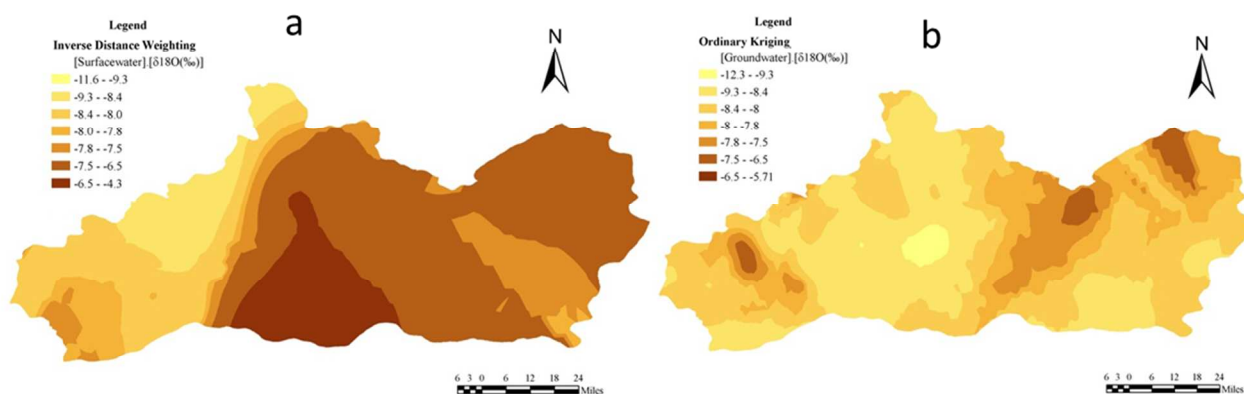 a
Legend
Inverse Distance Weighting
[Surfacewater].[δ18O(‰)]
-11.6 - -9.3
-9.3 - -8.4
-8.4 - -8.0
-8.0 - -7.8
-7.8 - -7.5
-7.5 - -6.5
-6.5 - -4.3
N
6 3 0 6 12 18 24
Miles
b
Legend
Ordinary Kriging
[Groundwater].[δ18O(‰)]
-12.3 - -9.3
-9.3 - -8.4
-8.4 - -8
-8 - -7.8
-7.8 - -7.5
-7.5 - -6.5
-6.5 - -5.71
N
6 3 0 6 12 18 24
Miles